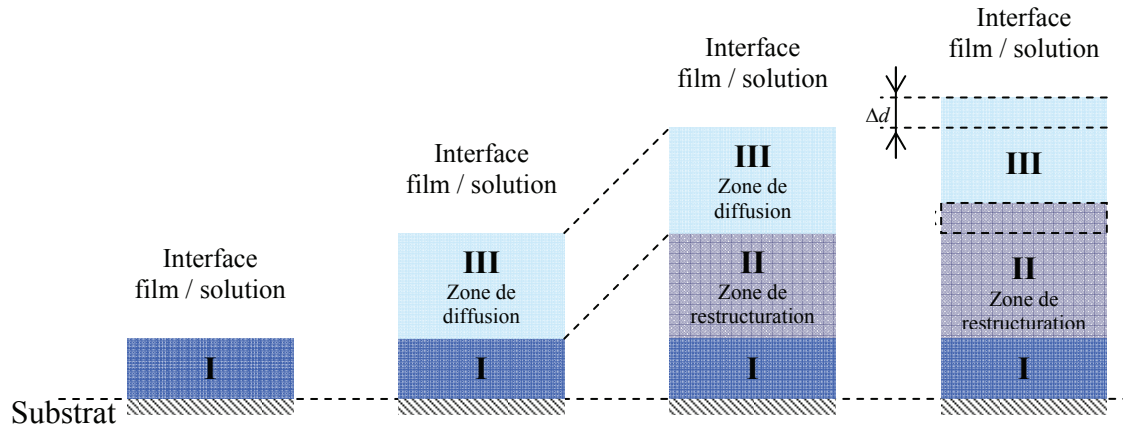 Interface
film / solution
I
Substrat
Interface
film / solution
III
Zone de
diffusion
I
Interface
film / solution
III
Zone de
diffusion
II
Zone de
restructuration
I
Interface
film / solution
Δd
III
II
Zone de
restructuration
I